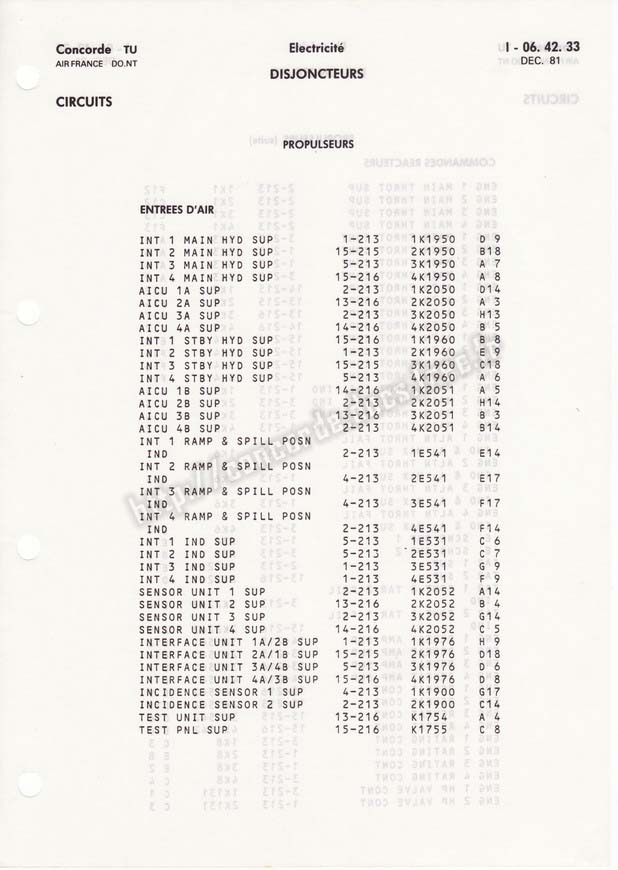 Concorde TU Electricité I - 06. 42. 33
AIR FRANCE DO.NT DISJONCTEURS DEC. 81
CIRCUITS
PROPULSEURS
ENTREES D'AIR
INT 1 MAIN HYD SUP 1-213 1K1950 D 9
INT 2 MAIN HYD SUP 15-215 2K1950 B18
INT 3 MAIN HYD SUP 5-213 3K1950 A 7
INT 4 MAIN HYD SUP 15-216 4K1950 A 8
AICU 1A SUP 2-213 1K2050 D14
AICU 2A SUP 13-216 2K2050 A 3
AICU 3A SUP 2-213 3K2050 H13
AICU 4A SUP 14-216 4K2050 B 5
INT 1 STBY HYD SUP 15-216 1K1960 B 8
INT 2 STBY HYD SUP 1-213 2K1960 E 9
INT 3 STBY HYD SUP 15-215 3K1960 C18
INT 4 STBY HYD SUP 5-213 4K1960 A 6
AICU 1B SUP 14-216 1K2051 A 5
AICU 2B SUP 2-213 2K2051 H14
AICU 3B SUP 13-216 3K2051 B 3
AICU 4B SUP 2-213 4K2051 B14
INT 1 RAMP & SPILL POSN
IND 2-213 1E541 E14
INT 2 RAMP & SPILL POSN
IND 4-213 2E541 E17
INT 3 RAMP & SPILL POSN
IND 4-213 3E541 F17
INT 4 RAMP & SPILL POSN
IND 2-213 4E541 F14
INT 1 IND SUP 5-213 1E531 C 6
INT 2 IND SUP 5-213 2E531 C 7
INT 3 IND SUP 1-213 3E531 G 9
INT 4 IND SUP 1-213 4E531 F 9
SENSOR UNIT 1 SUP 2-213 1K2052 A14
SENSOR UNIT 2 SUP 13-216 2K2052 B 4
SENSOR UNIT 3 SUP 2-213 3K2052 G14
SENSOR UNIT 4 SUP 14-216 4K2052 C 5
INTERFACE UNIT 1A/2B SUP 1-213 1K1976 H 9
INTERFACE UNIT 2A/1B SUP 15-215 2K1976 D18
INTERFACE UNIT 3A/4B SUP 5-213 3K1976 D 6
INTERFACE UNIT 4A/3B SUP 15-216 4K1976 D 8
INCIDENCE SENSOR 1 SUP 4-213 1K1900 G17
INCIDENCE SENSOR 2 SUP 2-213 2K1900 C14
TEST UNIT SUP 13-216 K1754 A 4
TEST PNL SUP 15-216 K1755 C 8